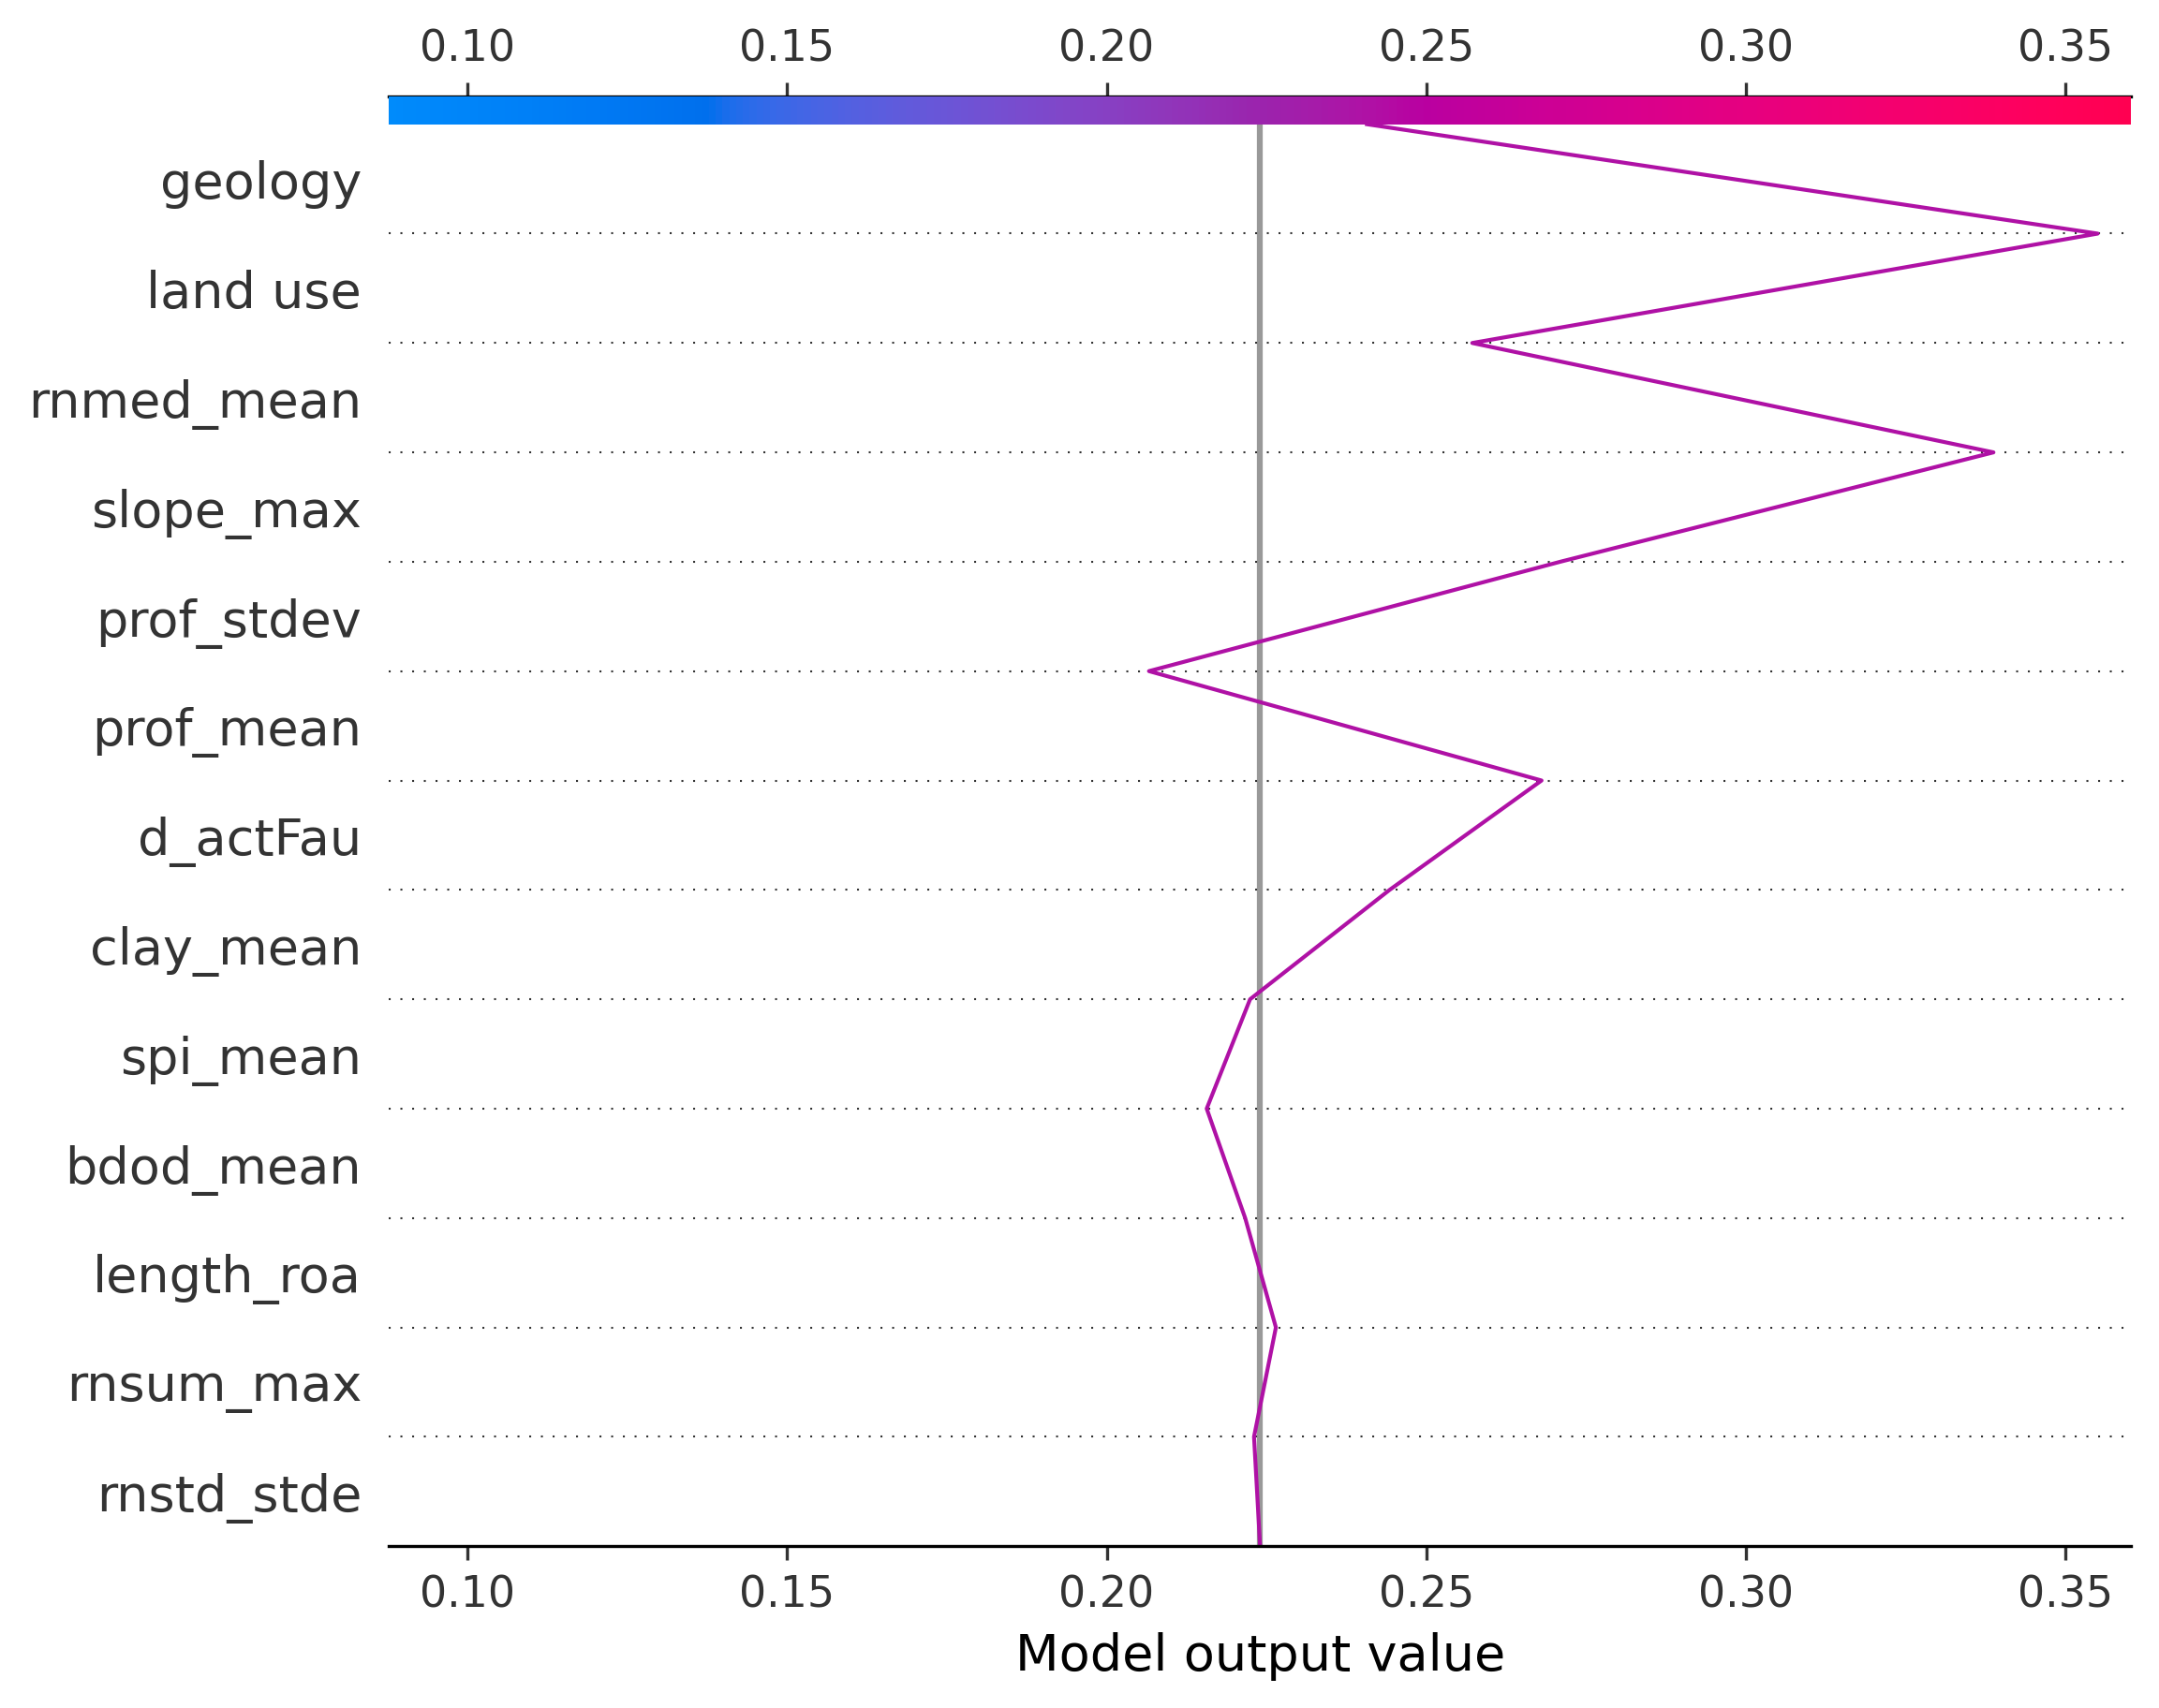 0.10 0.15 0.20 0.25 0.30 0.35
geology
land use
rnmed_mean
slope_max
prof_stdev
prof_mean
d_actFau
clay_mean
spi_mean
bdod_mean
length_roa
rnsum_max
rnstd_stde
0.10 0.15 0.20 0.25 0.30 0.35
Model output value